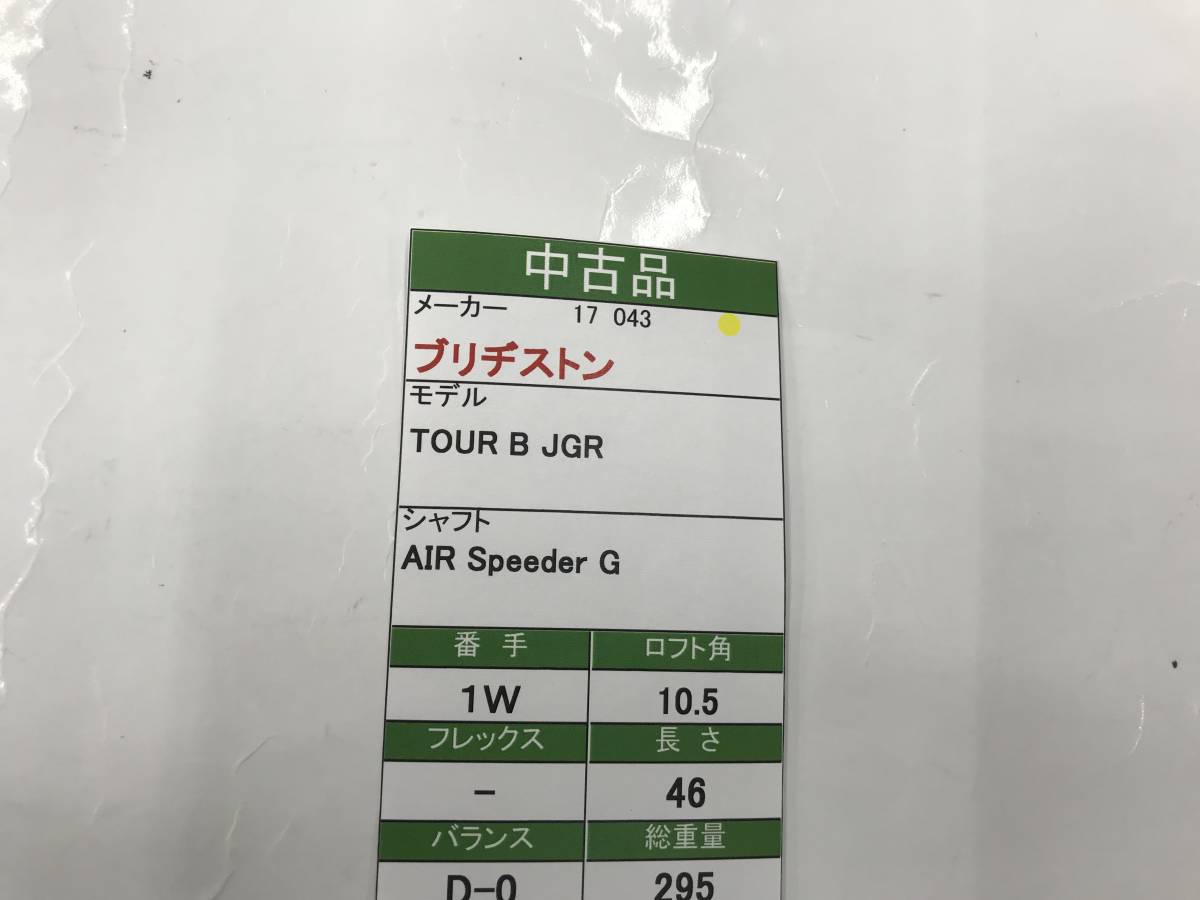 中古品
メーカー 17 043
ブリヂストン
モデル
TOUR B JGR
シャフト
AIR Speeder G
番 手 ロフト角
1W 10.5
フレックス 長 さ
- 46
バランス 総重量
D-0 295